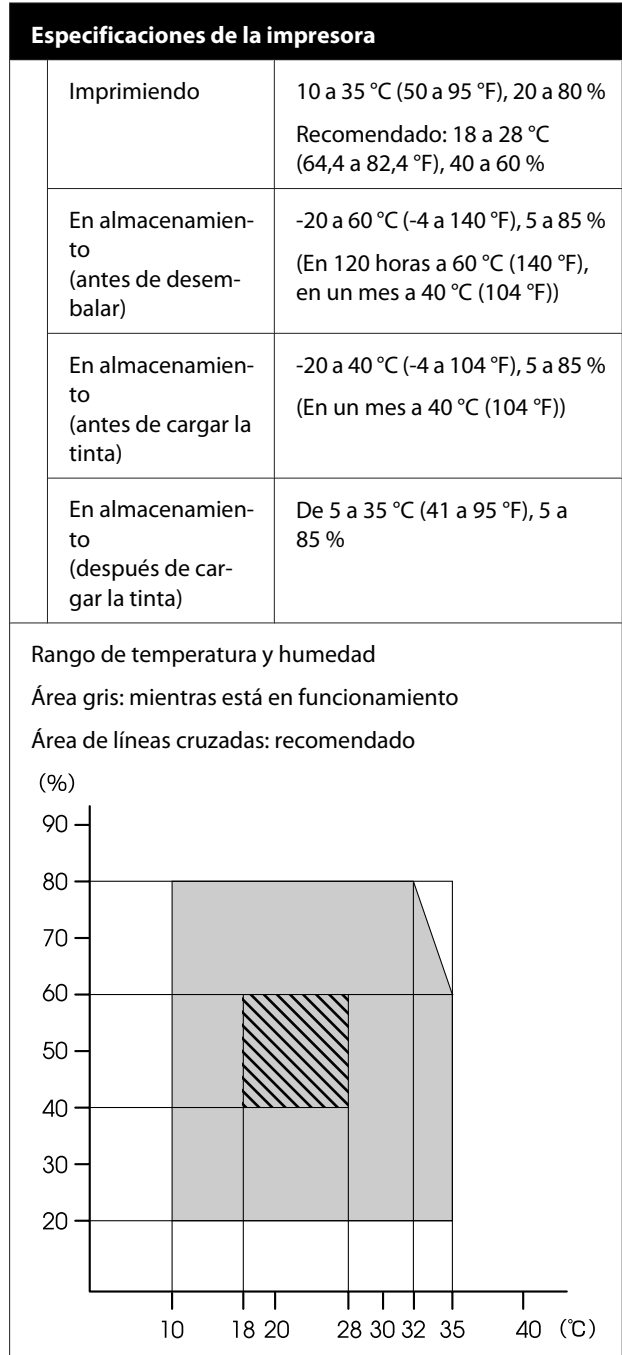 Especificaciones de la impresora
Imprimiendo
10 a 35 °C (50 a 95 °F), 20 a 80 %
Recomendado: 18 a 28 °C
(64,4 a 82,4 °F), 40 a 60 %
En almacenamien-
to
(antes de desem-
balar)
-20 a 60 °C (-4 a 140 °F), 5 a 85 %
(En 120 horas a 60 °C (140 °F),
en un mes a 40 °C (104 °F))
En almacenamien-
to
(antes de cargar la
tinta)
-20 a 40 °C (-4 a 104 °F), 5 a 85 %
(En un mes a 40 °C (104 °F))
En almacenamien-
to
(después de car-
gar la tinta)
De 5 a 35 °C (41 a 95 °F), 5 a
85 %
Rango de temperatura y humedad
Área gris: mientras está en funcionamiento
Área de líneas cruzadas: recomendado
(%)
90
80
70
60
50
40
30
20
10 18 20 28 30 32 35 40 (℃)